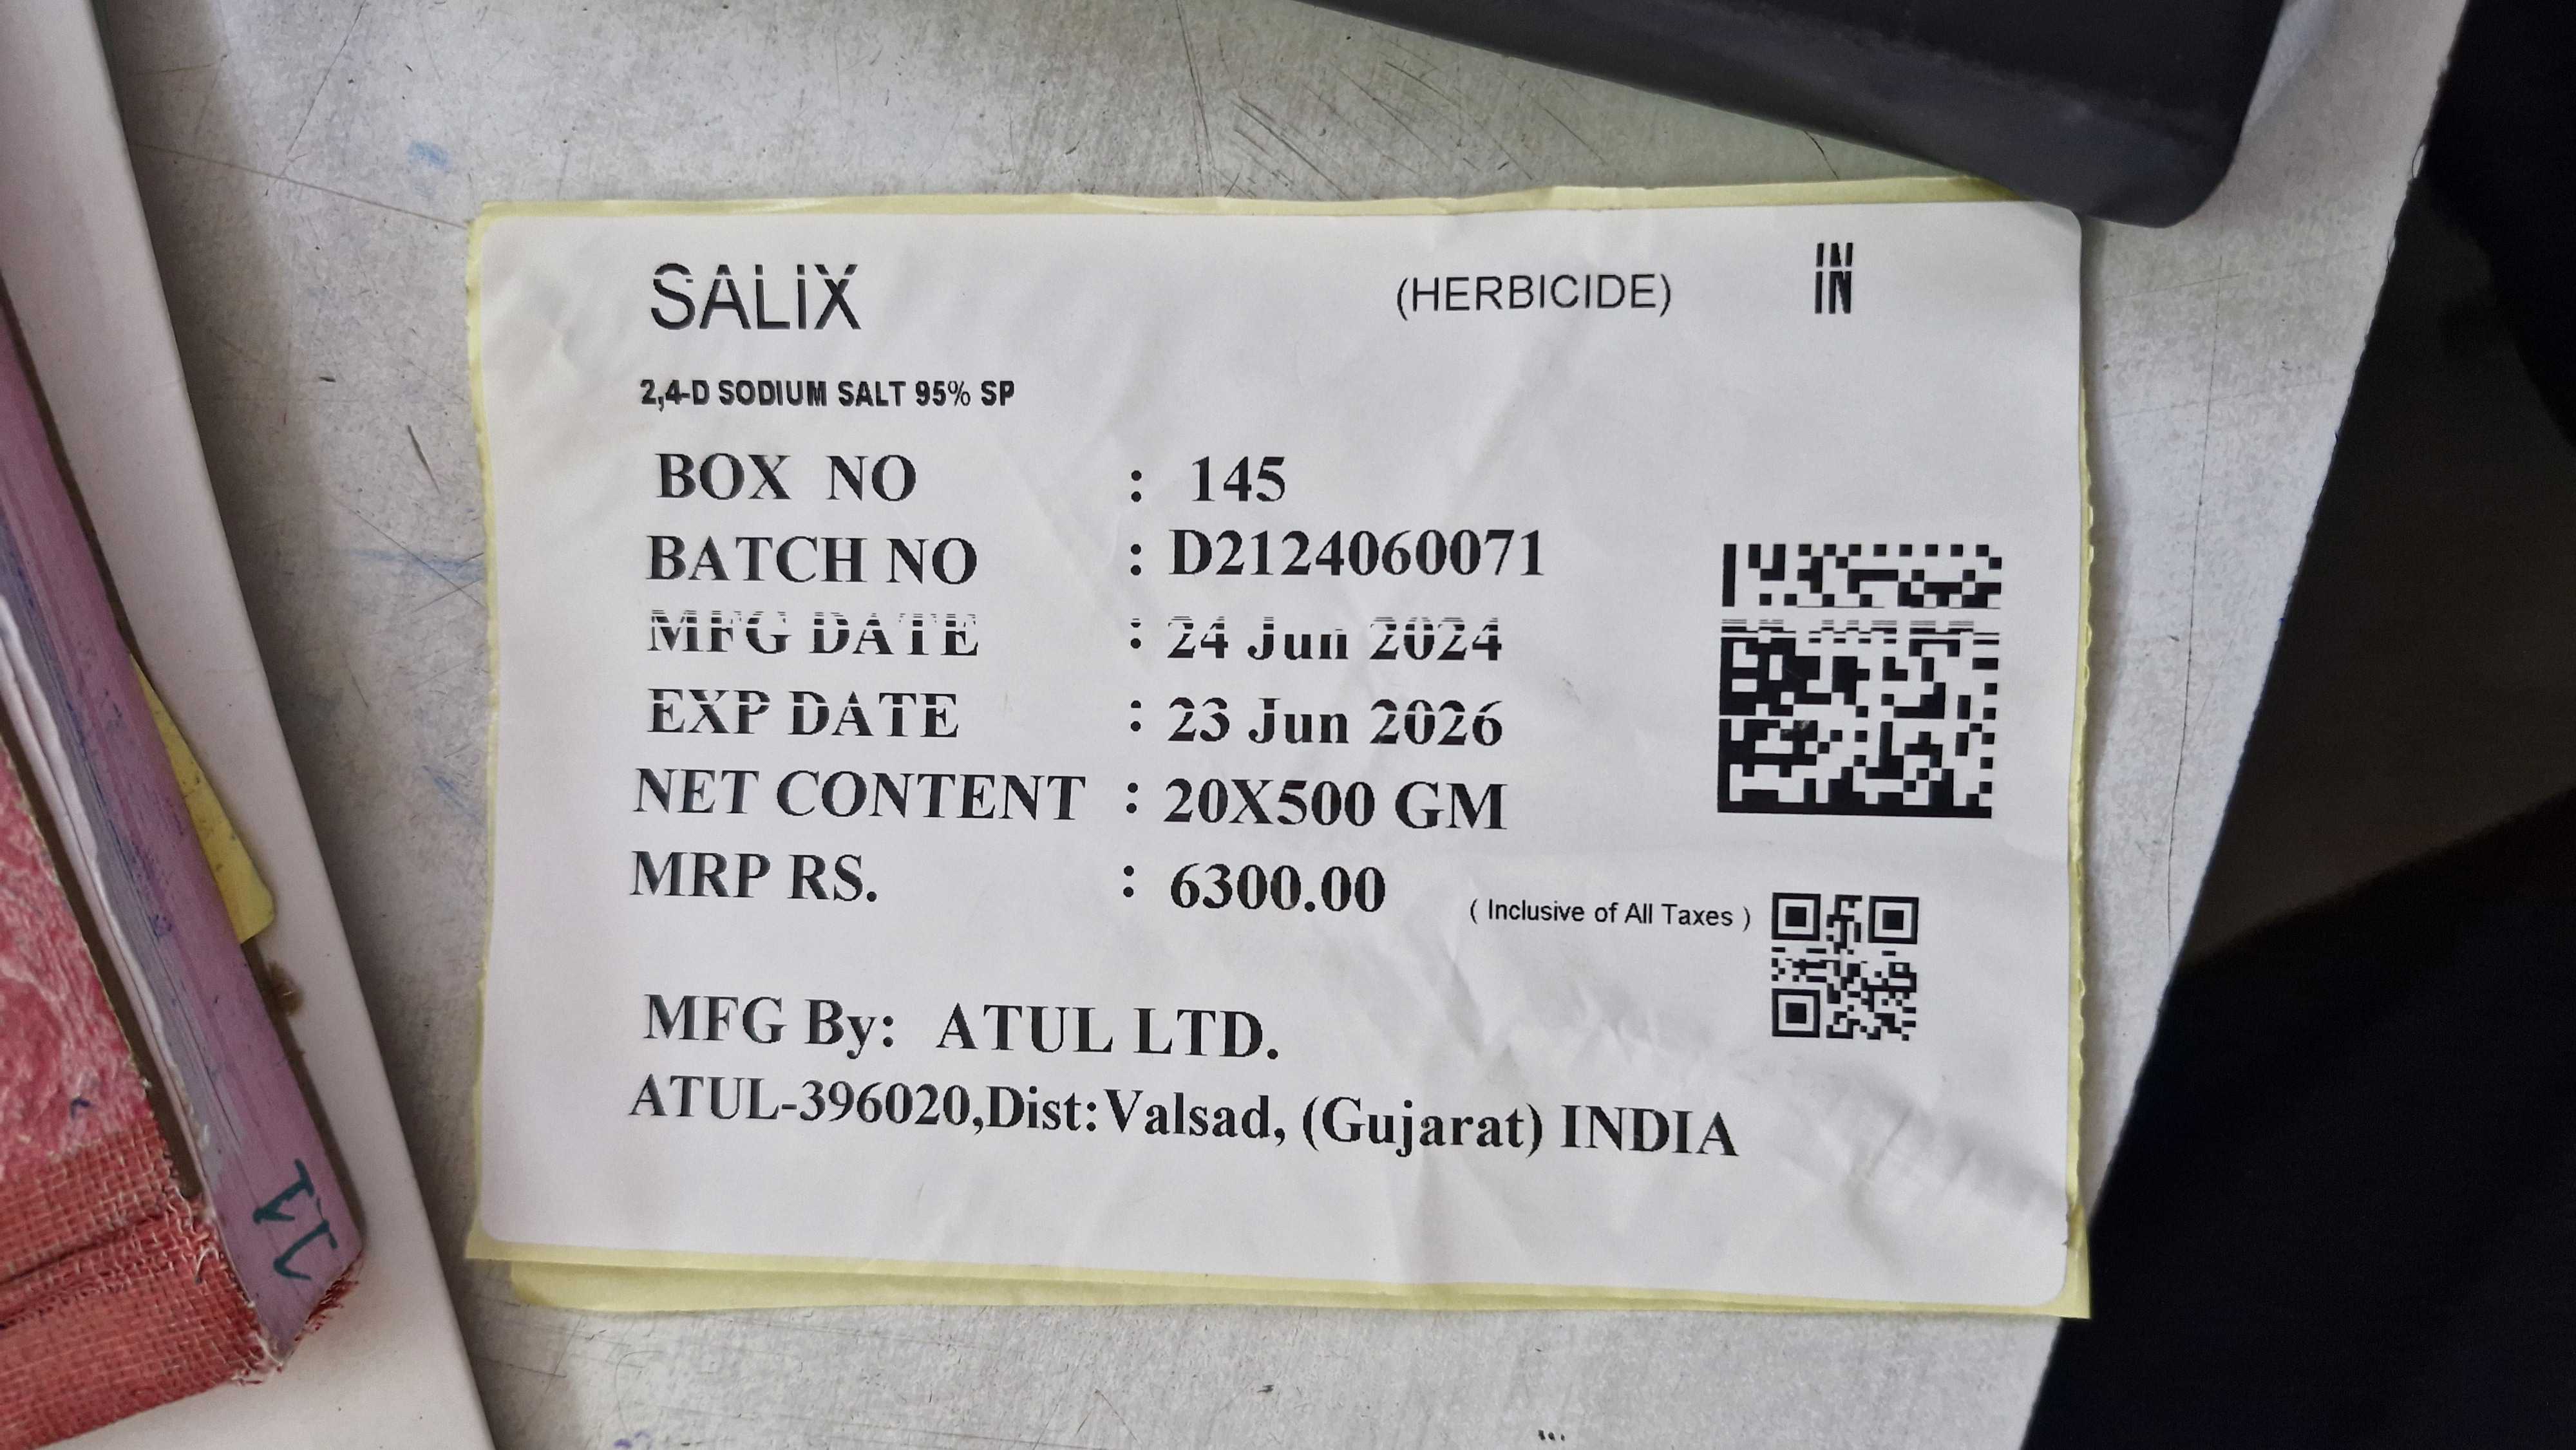 SALIX (HERBICIDE) IN
2,4-D SODIUM SALT 95% SP
BOX NO : 145
BATCH NO : D2124060071
MFG DATE : 24 Jun 2024
EXP DATE : 23 Jun 2026
NET CONTENT : 20X500 GM
MRP RS. : 6300.00 ( Inclusive of All Taxes )
MFG By: ATUL LTD.
ATUL-396020,Dist:Valsad, (Gujarat) INDIA